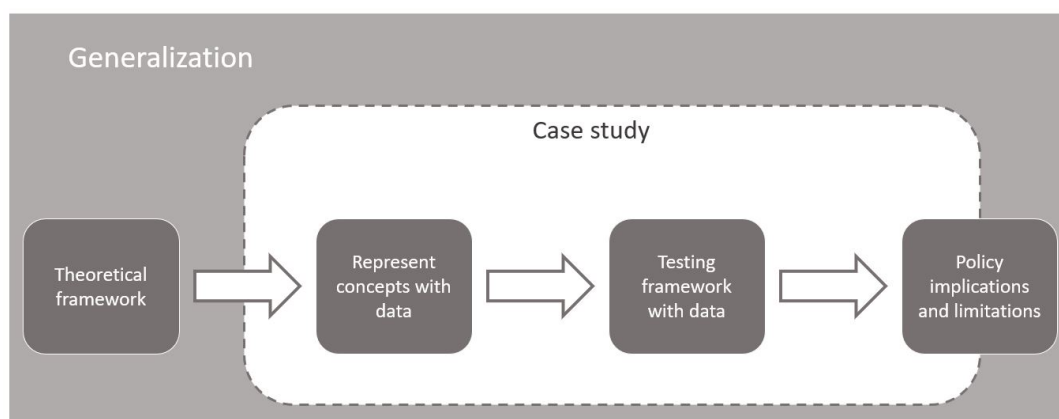 Generalization
Case study
Theoretical
framework
Represent
concepts with
data
Testing
framework
with data
Policy
implications
and limitations